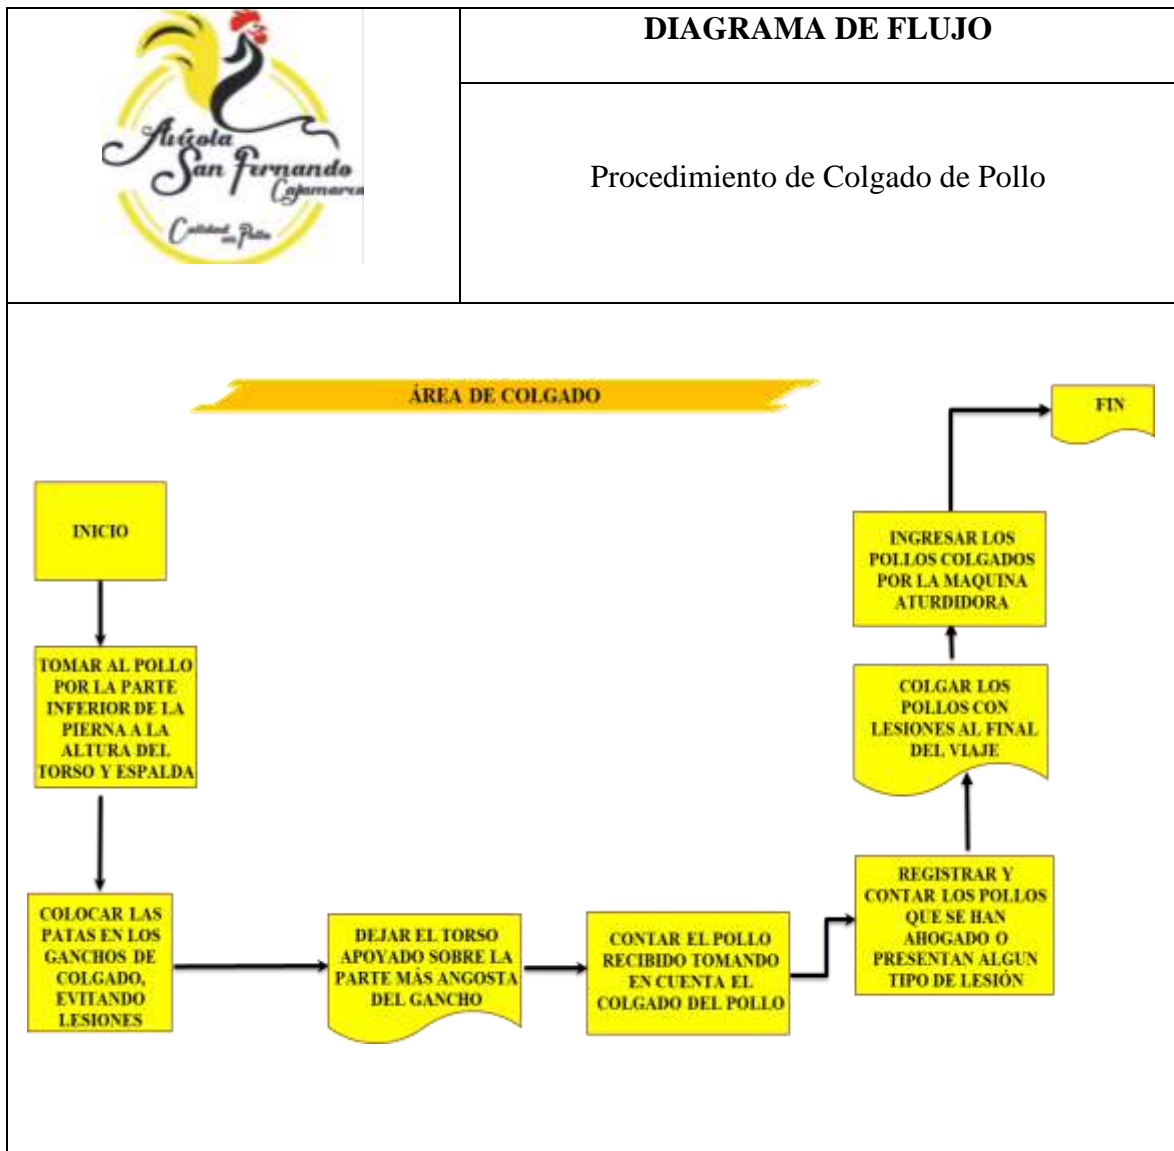 Avícola
San Fernando
Cajamarca
Calidad
en Pollo
DIAGRAMA DE FLUJO
Procedimiento de Colgado de Pollo
ÁREA DE COLGADO
INICIO
TOMAR AL POLLO
POR LA PARTE
INFERIOR DE LA
PIERNA A LA
ALTURA DEL
TORSO Y ESPALDA
COLOCAR LAS
PATAS EN LOS
GANCHOS DE
COLGADO,
EVITANDO
LESIONES
DEJAR EL TORSO
APOYADO SOBRE LA
PARTE MÁS ANGOSTA
DEL GANCHO
CONTAR EL POLLO
RECIBIDO TOMANDO
EN CUENTA EL
COLGADO DEL POLLO
REGISTRAR Y
CONTAR LOS POLLOS
QUE SE HAN
AHOGADO O
PRESENTAN ALGUN
TIPO DE LESIÓN
COLGAR LOS
POLLOS CON
LESIONES AL FINAL
DEL VIAJE
INGRESAR LOS
POLLOS COLGADOS
POR LA MAQUINA
ATURDIDORA
FIN